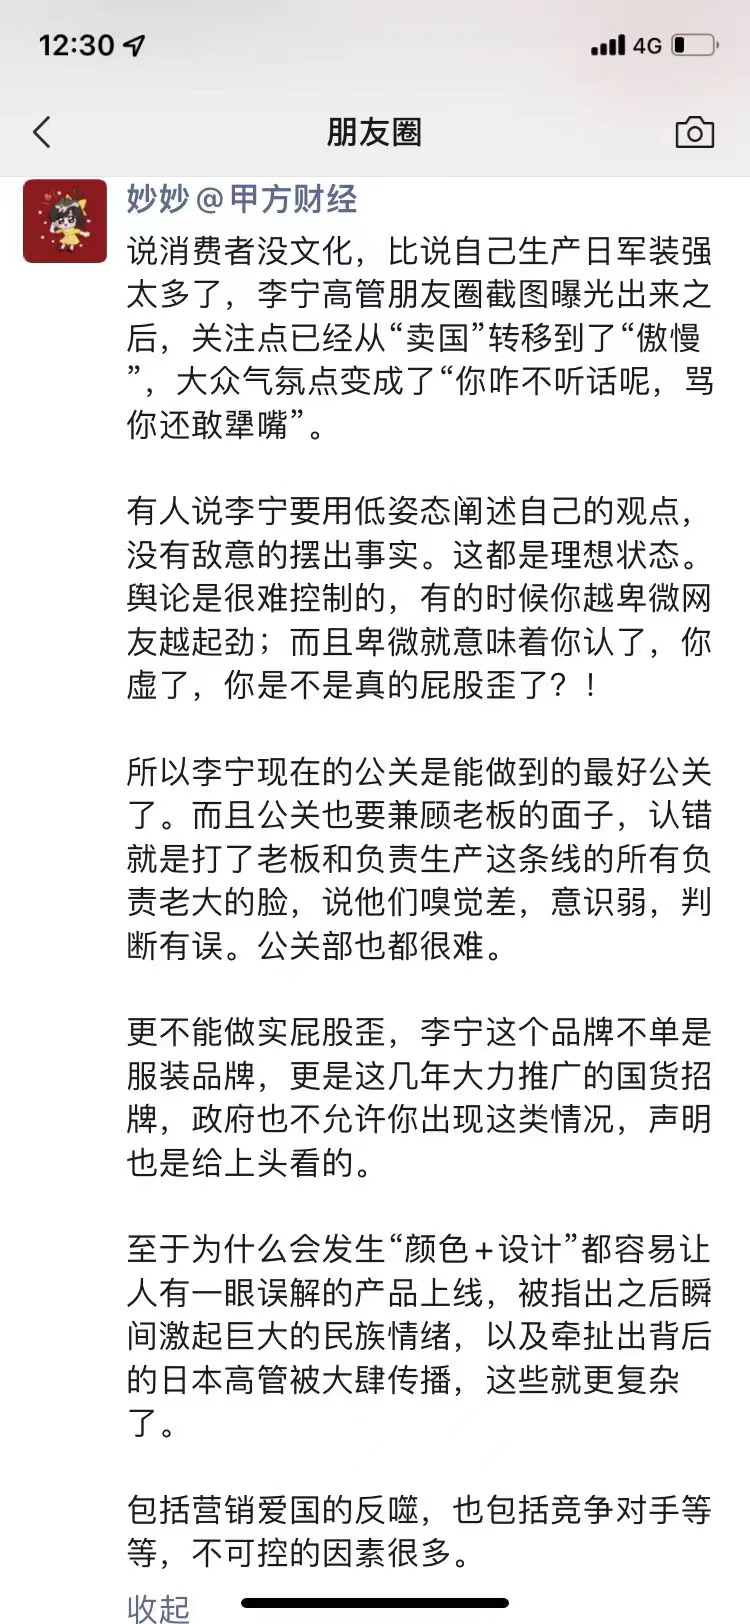 12:30
4G
朋友圈
妙妙@甲方财经
说消费者没文化，比说自己生产日军装强
太多了，李宁高管朋友圈截图曝光出来之
后，关注点已经从“卖国”转移到了“傲慢
”，大众气氛点变成了“你咋不听话呢，骂
你还敢犟嘴”。
有人说李宁要用低姿态阐述自己的观点，
没有敌意的摆出事实。这都是理想状态。
舆论是很难控制的，有的时候你越卑微网
友越起劲；而且卑微就意味着你认了，你
虚了，你是不是真的屁股歪了？！
所以李宁现在的公关是能做到的最好公关
了。而且公关也要兼顾老板的面子，认错
就是打了老板和负责生产这条线的所有负
责老大的脸，说他们嗅觉差，意识弱，判
断有误。公关部也都很难。
更不能做实屁股歪，李宁这个品牌不单是
服装品牌，更是这几年大力推广的国货招
牌，政府也不允许你出现这类情况，声明
也是给上头看的。
至于为什么会发生“颜色+设计”都容易让
人有一眼误解的产品上线，被指出之后瞬
间激起巨大的民族情绪，以及牵扯出背后
的日本高管被大肆传播，这些就更复杂
了。
包括营销爱国的反噬，也包括竞争对手等
等，不可控的因素很多。
收起